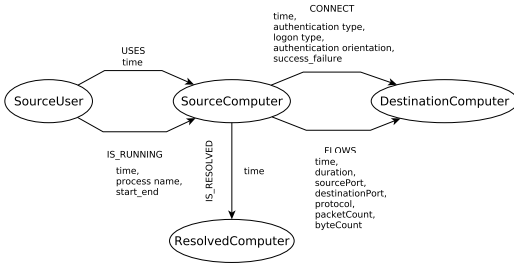 CONNECT
time,
authentication type,
logon type,
authentication orientation,
success_failure
USES
time
SourceUser
SourceComputer
DestinationComputer
IS_RUNNING
time,
process name,
start_end
IS_RESOLVED
time
FLOWS
time,
duration,
sourcePort,
destinationPort,
protocol,
packetCount,
byteCount
ResolvedComputer